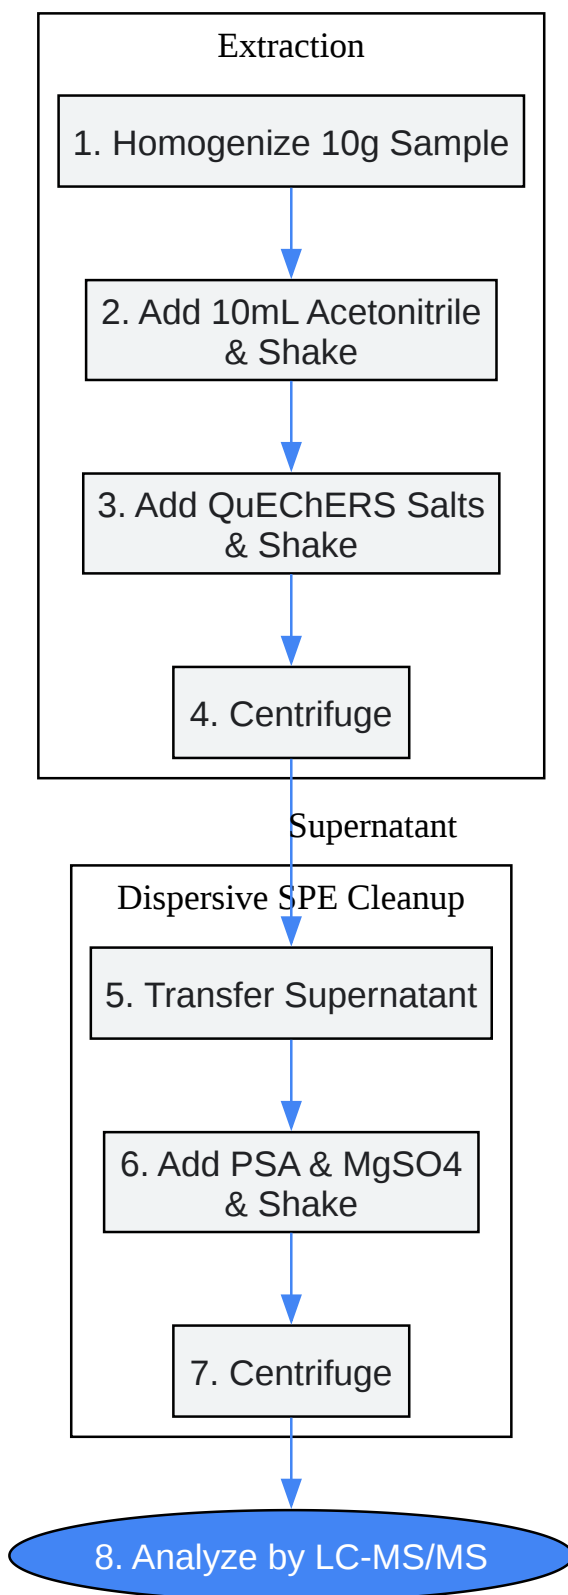 Extraction
1. Homogenize 10g Sample
2. Add 10mL Acetonitrile
& Shake
3. Add QuEChERS Salts
& Shake
4. Centrifuge
Supernatant
Dispersive SPE Cleanup
5. Transfer Supernatant
6. Add PSA & MgSO4
& Shake
7. Centrifuge
8. Analyze by LC-MS/MS